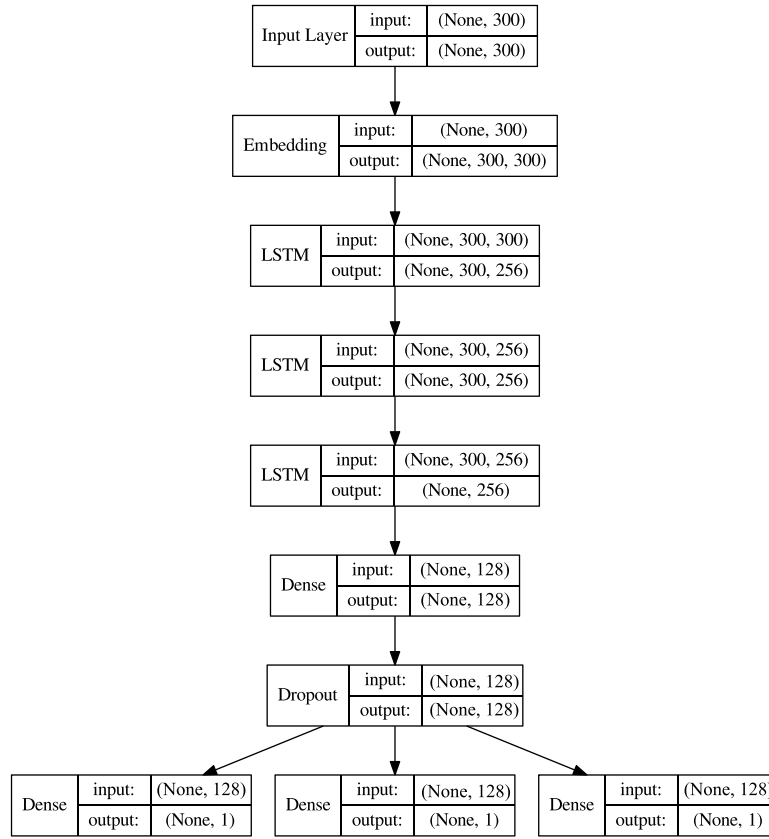 Input Layer input: (None, 300)
output: (None, 300)
Embedding input: (None, 300)
output: (None, 300, 300)
LSTM input: (None, 300, 300)
output: (None, 300, 256)
LSTM input: (None, 300, 256)
output: (None, 300, 256)
LSTM input: (None, 300, 256)
output: (None, 256)
Dense input: (None, 128)
output: (None, 128)
Dropout input: (None, 128)
output: (None, 128)
Dense input: (None, 128) Dense input: (None, 128) Dense input: (None, 128)
output: (None, 1) output: (None, 1) output: (None, 1)